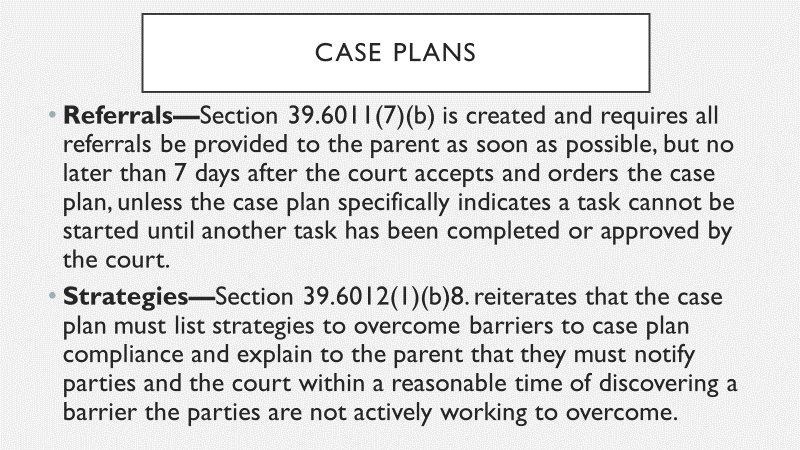 CASE PLANS
• Referrals—Section 39.6011(7)(b) is created and requires all
referrals be provided to the parent as soon as possible, but no
later than 7 days after the court accepts and orders the case
plan, unless the case plan specifically indicates a task cannot be
started until another task has been completed or approved by
the court.
• Strategies—Section 39.6012(1)(b)8. reiterates that the case
plan must list strategies to overcome barriers to case plan
compliance and explain to the parent that they must notify
parties and the court within a reasonable time of discovering a
barrier the parties are not actively working to overcome.